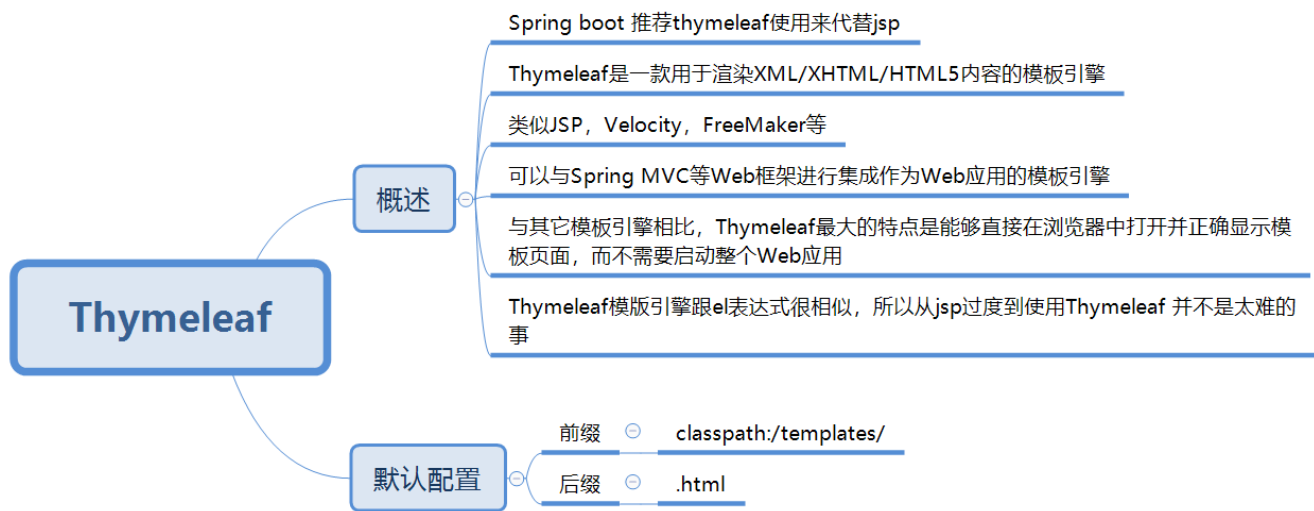 Spring boot 推荐thymeleaf使用来代替jsp
Thymeleaf是一款用于渲染XML/XHTML/HTML5内容的模板引擎
类似JSP，Velocity，FreeMaker等
概述
可以与Spring MVC等Web框架进行集成作为Web应用的模板引擎
与其它模板引擎相比，Thymeleaf最大的特点是能够直接在浏览器中打开并正确显示模
板页面，而不需要启动整个Web应用
Thymeleaf模版引擎跟el表达式很相似，所以从jsp过度到使用Thymeleaf 并不是太难的
事
Thymeleaf
默认配置
前缀 classpath:/templates/
后缀 .html